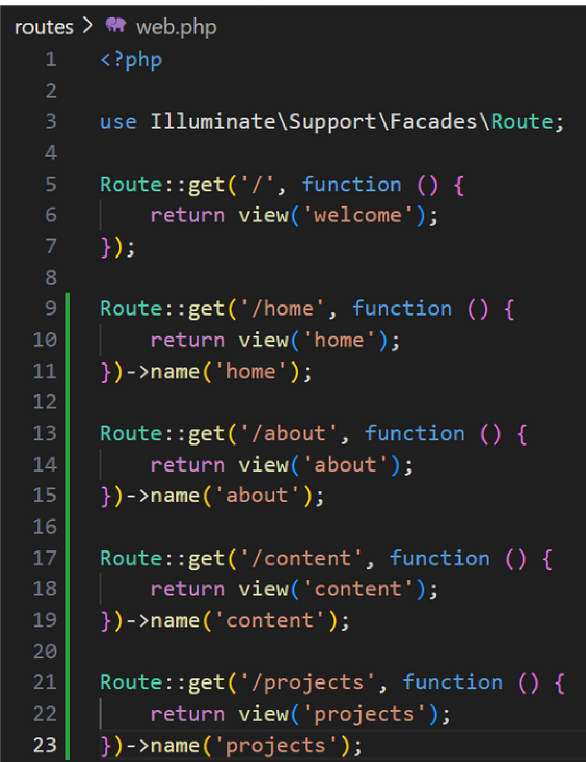 routes > web.php
1 <?php
2
3 use Illuminate\Support\Facades\Route;
4
5 Route::get('/', function () {
6     return view('welcome');
7 });
8
9 Route::get('/home', function () {
10     return view('home');
11 })->name('home');
12
13 Route::get('/about', function () {
14     return view('about');
15 })->name('about');
16
17 Route::get('/content', function () {
18     return view('content');
19 })->name('content');
20
21 Route::get('/projects', function () {
22     return view('projects');
23 })->name('projects');